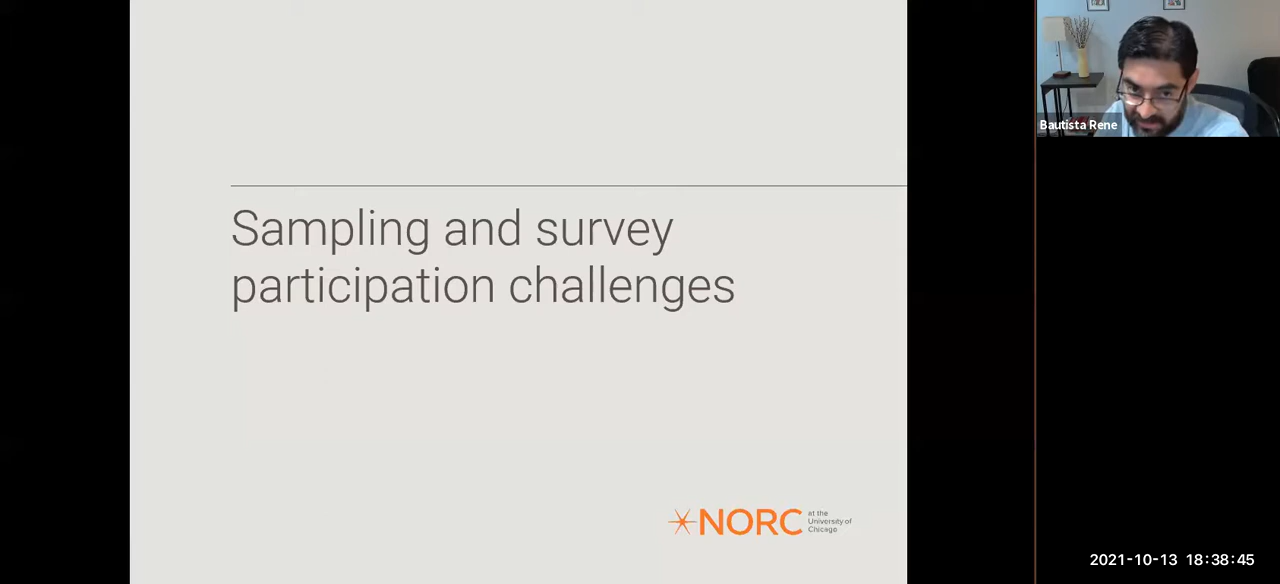 Bautista Rene
Sampling and survey
participation challenges
NORC
at the
University of
Chicago
2021-10-13 18:38:45